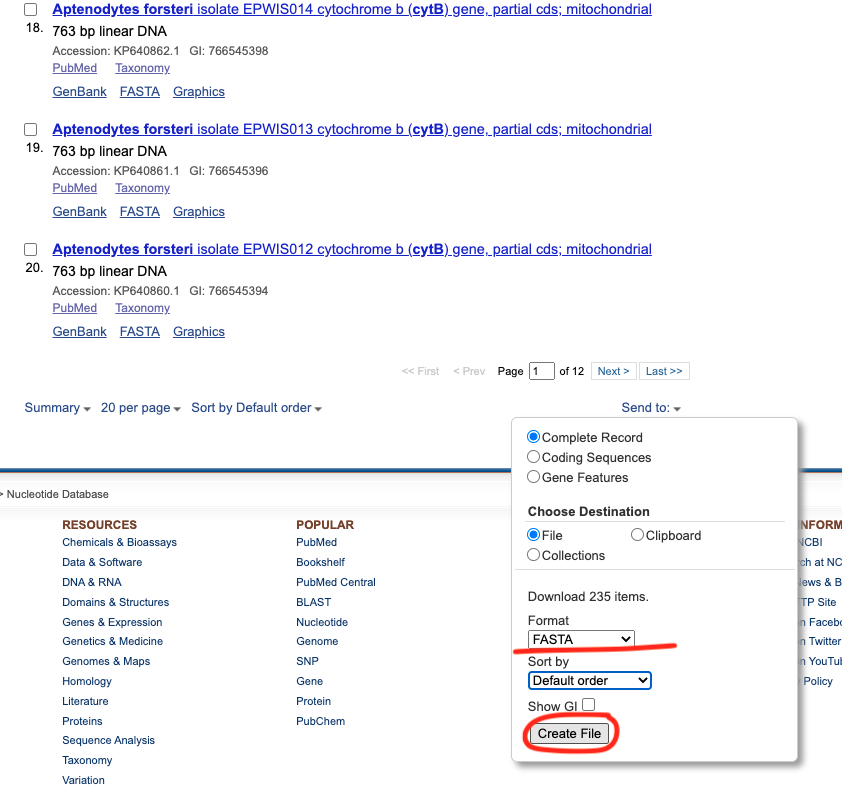 Aptenodytes forsteri isolate EPWIS014 cytochrome b (cytB) gene, partial cds; mitochondrial
18. 763 bp linear DNA
Accession: KP640862.1 GI: 766545398
PubMed Taxonomy
GenBank FASTA Graphics
Aptenodytes forsteri isolate EPWIS013 cytochrome b (cytB) gene, partial cds; mitochondrial
19. 763 bp linear DNA
Accession: KP640861.1 GI: 766545396
PubMed Taxonomy
GenBank FASTA Graphics
Aptenodytes forsteri isolate EPWIS012 cytochrome b (cytB) gene, partial cds; mitochondrial
20. 763 bp linear DNA
Accession: KP640860.1 GI: 766545394
PubMed Taxonomy
GenBank FASTA Graphics
<< First < Prev Page 1 of 12 Next > Last >>
Summary 20 per page Sort by Default order Send to:
Complete Record
Coding Sequences
Gene Features
Choose Destination
File Clipboard
Collections
Download 235 items.
Format
FASTA
Sort by
Default order
Show GI
Create File
> Nucleotide Database
RESOURCES
Chemicals & Bioassays
Data & Software
DNA & RNA
Domains & Structures
Genes & Expression
Genetics & Medicine
Genomes & Maps
Homology
Literature
Proteins
Sequence Analysis
Taxonomy
Variation
POPULAR
PubMed
Bookshelf
PubMed Central
BLAST
Nucleotide
Genome
SNP
Gene
Protein
PubChem
NFORM
NCBI
ch at NC
News & B
TP Site
n Facebo
n Twitter
n YouTu
Policy